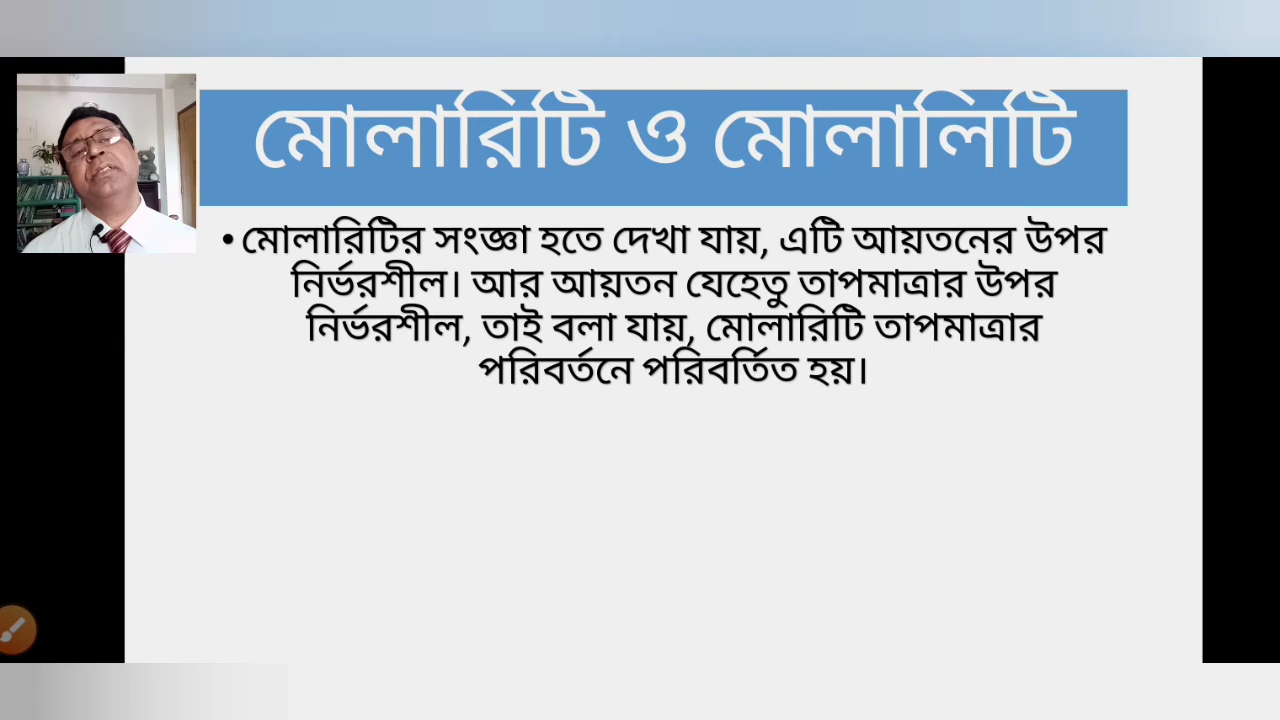 মোলারিটি ও মোলালিটি
• মোলারিটির সংজ্ঞা হতে দেখা যায়, এটি আয়তনের উপর
নির্ভরশীল। আর আয়তন যেহেতু তাপমাত্রার উপর
নির্ভরশীল, তাই বলা যায়, মোলারিটি তাপমাত্রার
পরিবর্তনে পরিবর্তিত হয়।